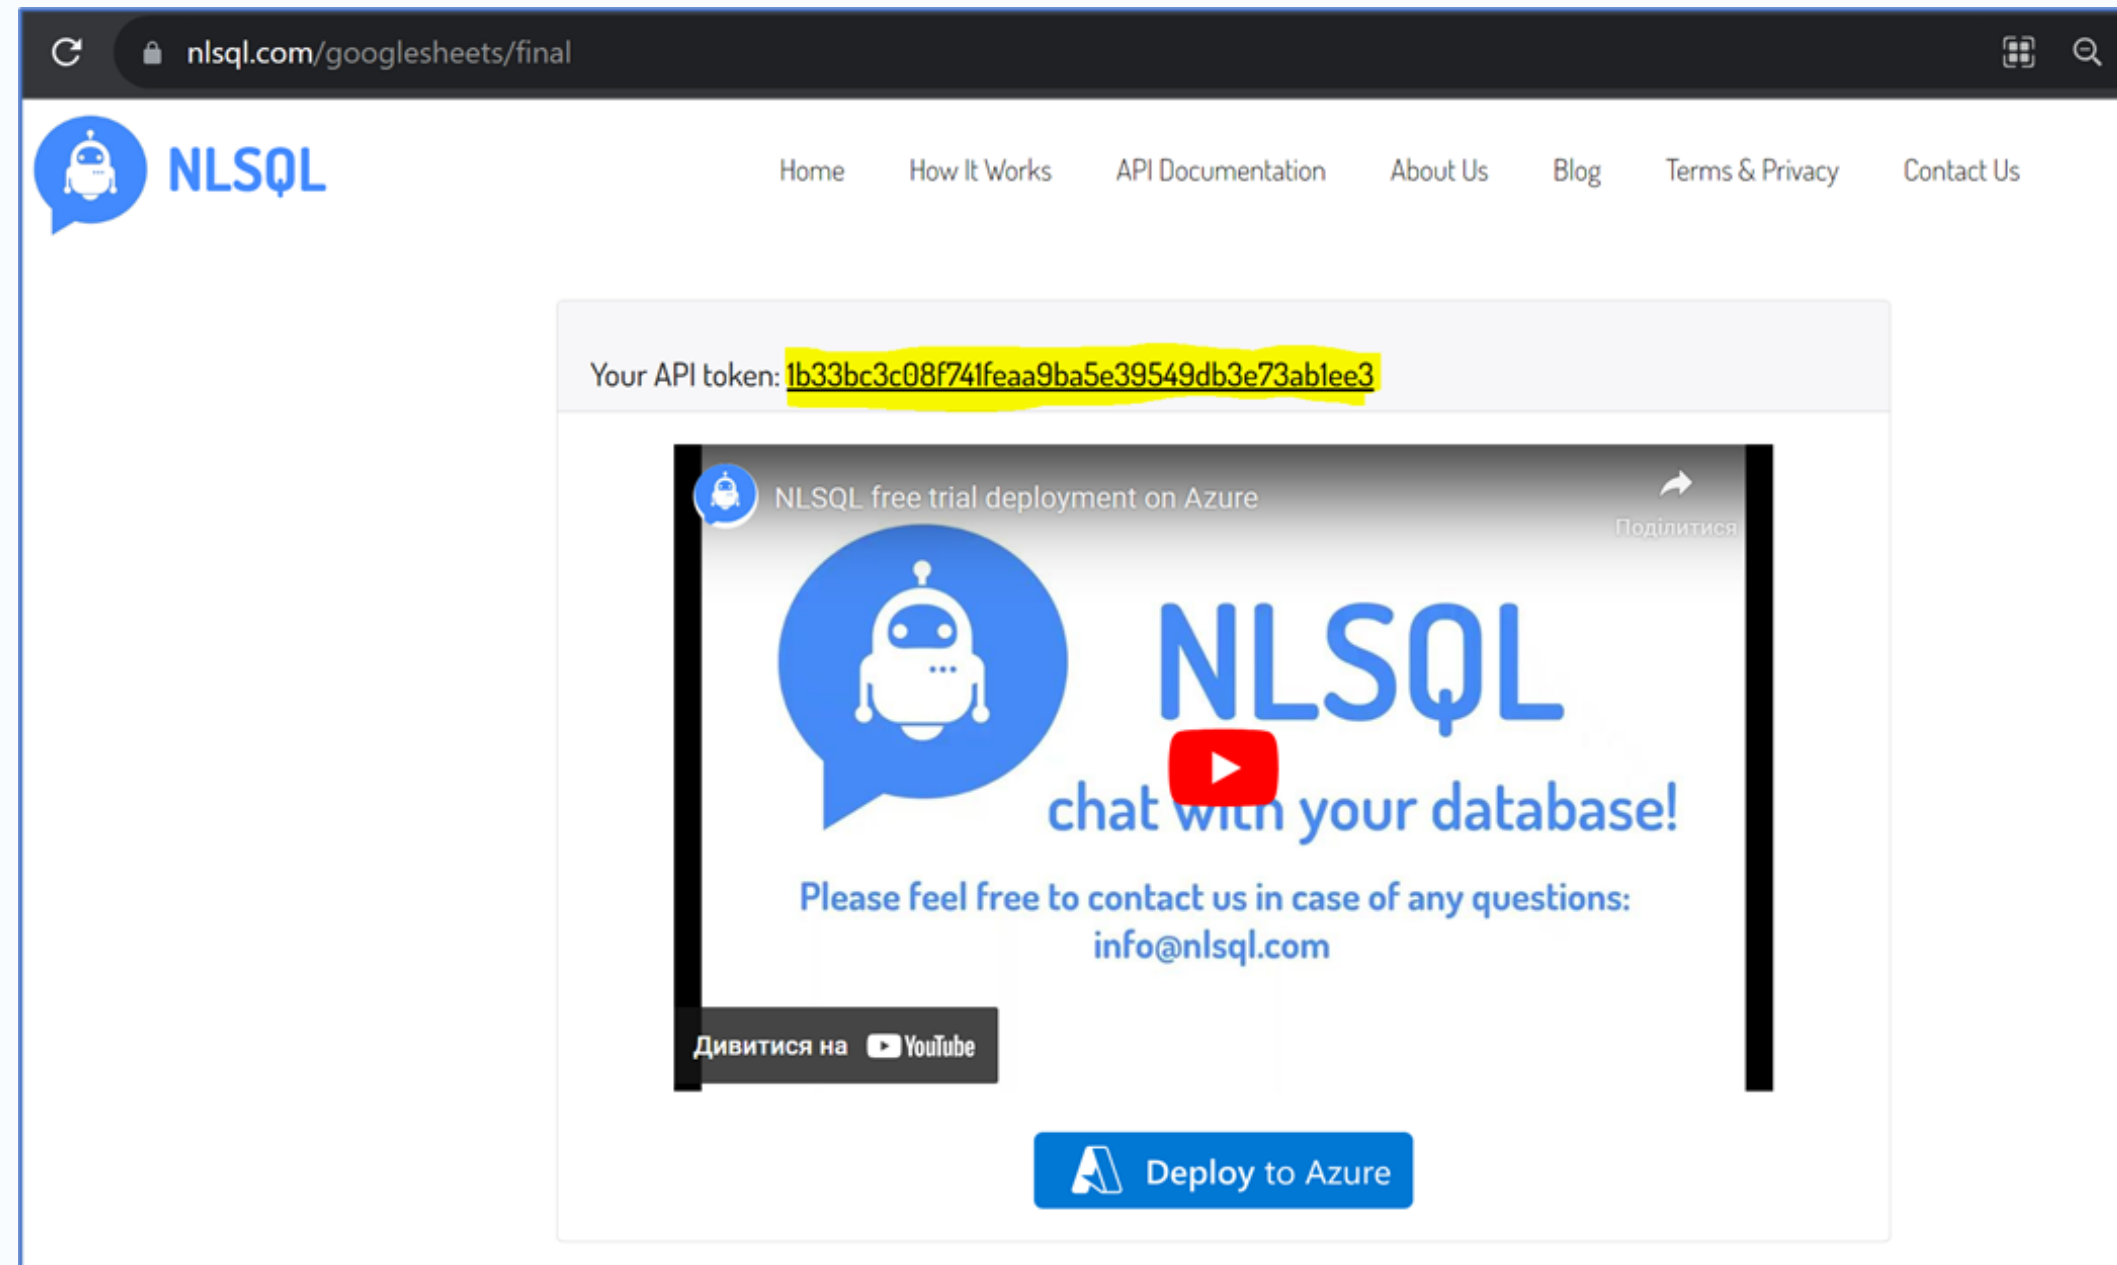 nlsql.com/googlesheets/final
NLSQL
Home How It Works API Documentation About Us Blog Terms & Privacy Contact Us
Your API token: 1b33bc3c08f741feaa9ba5e39549db3e73ab1ee3
NLSQL free trial deployment on Azure
Поділитися
NLSQL
chat with your database!
Please feel free to contact us in case of any questions:
info@nlsql.com
Дивитися на YouTube
Deploy to Azure